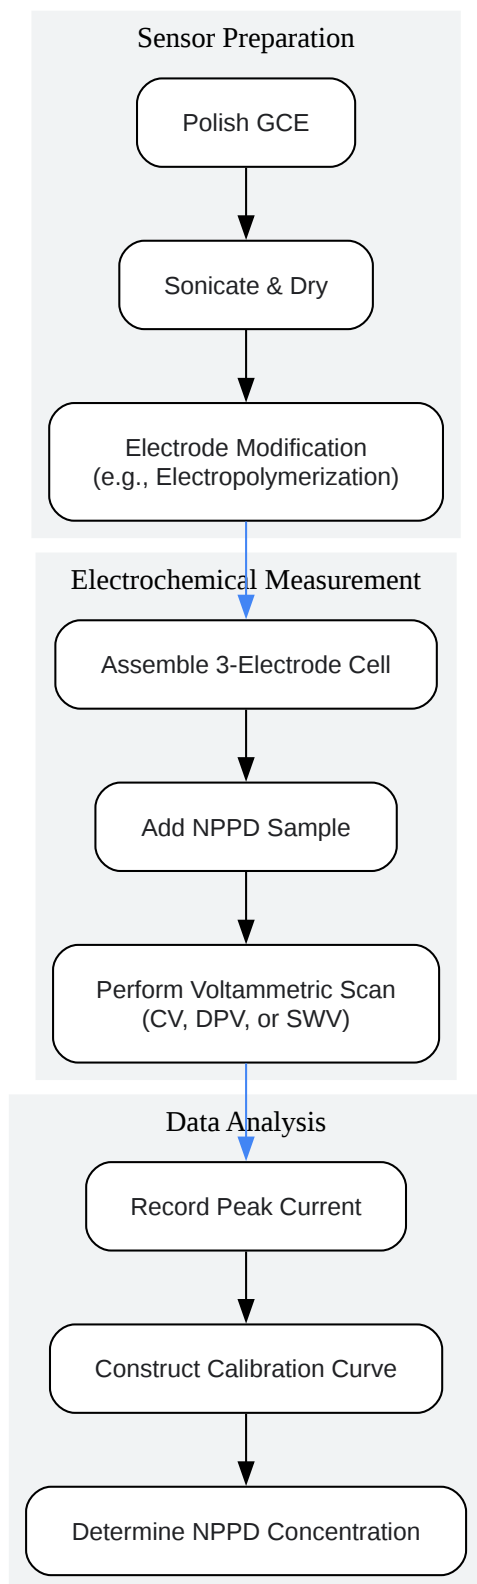 Sensor Preparation
Polish GCE
Sonicate & Dry
Electrode Modification
(e.g., Electropolymerization)
Electrochemical Measurement
Assemble 3-Electrode Cell
Add NPPD Sample
Perform Voltammetric Scan
(CV, DPV, or SWV)
Data Analysis
Record Peak Current
Construct Calibration Curve
Determine NPPD Concentration